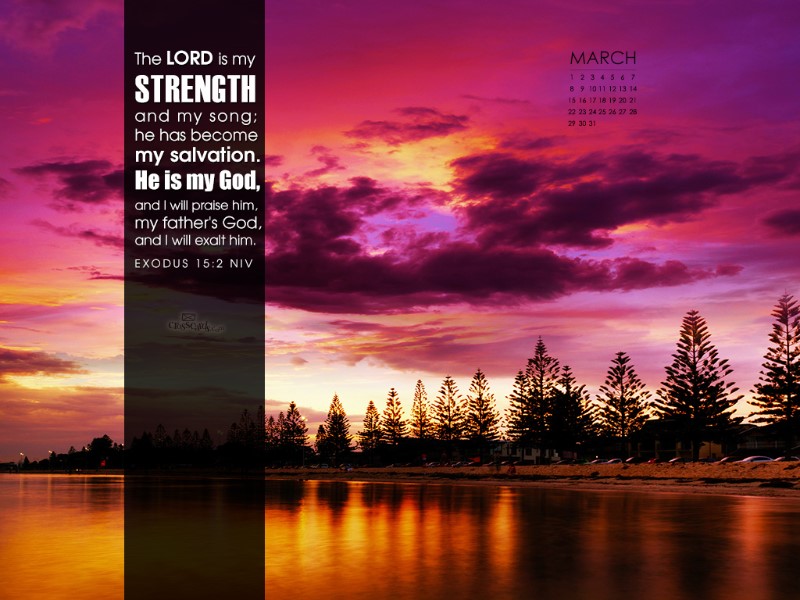 The LORD is my
STRENGTH
and my song;
he has become
my salvation.
He is my God,
and I will praise him,
my father's God,
and I will exalt him.
EXODUS 15:2 NIV
MARCH
1 2 3 4 5 6 7
8 9 10 11 12 13 14
15 16 17 18 19 20 21
22 23 24 25 26 27 28
29 30 31